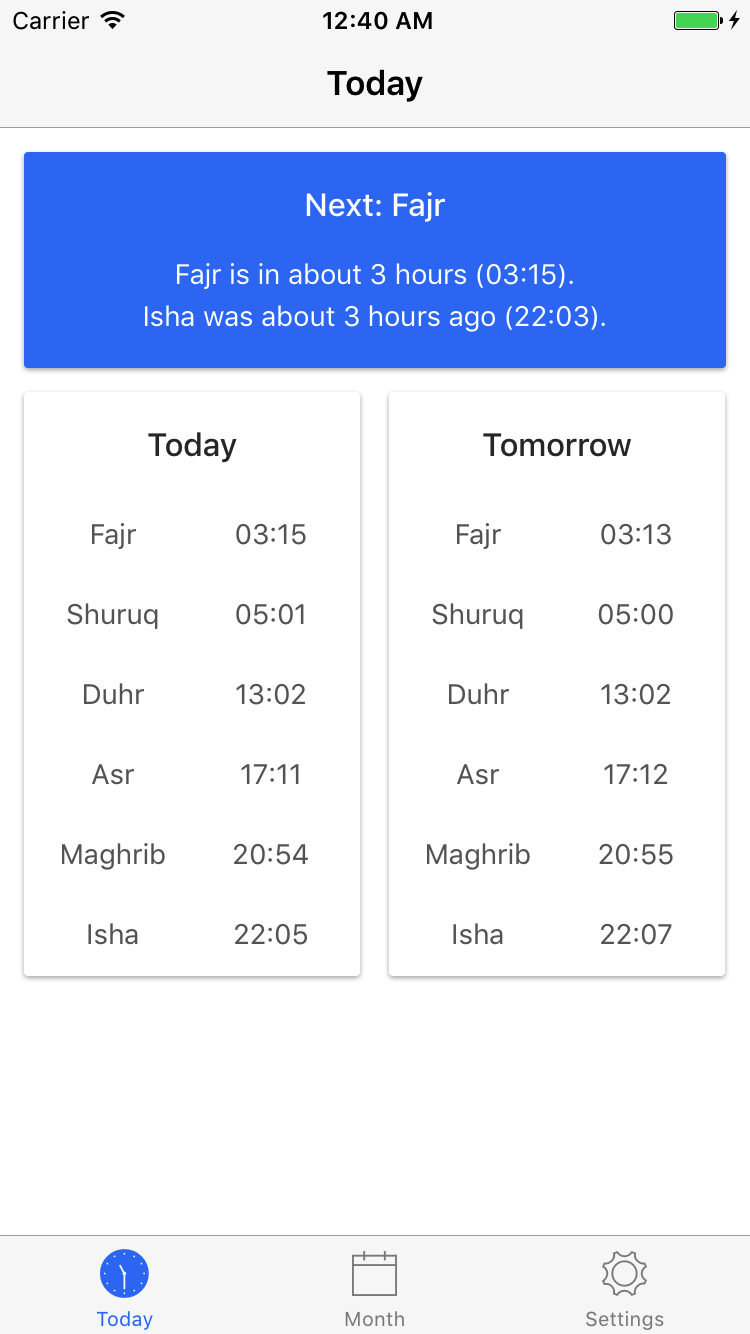 Carrier 12:40 AM
Today
Next: Fajr
Fajr is in about 3 hours (03:15).
Isha was about 3 hours ago (22:03).
Today
Fajr 03:15
Shuruq 05:01
Duhr 13:02
Asr 17:11
Maghrib 20:54
Isha 22:05
Tomorrow
Fajr 03:13
Shuruq 05:00
Duhr 13:02
Asr 17:12
Maghrib 20:55
Isha 22:07
Today Month Settings